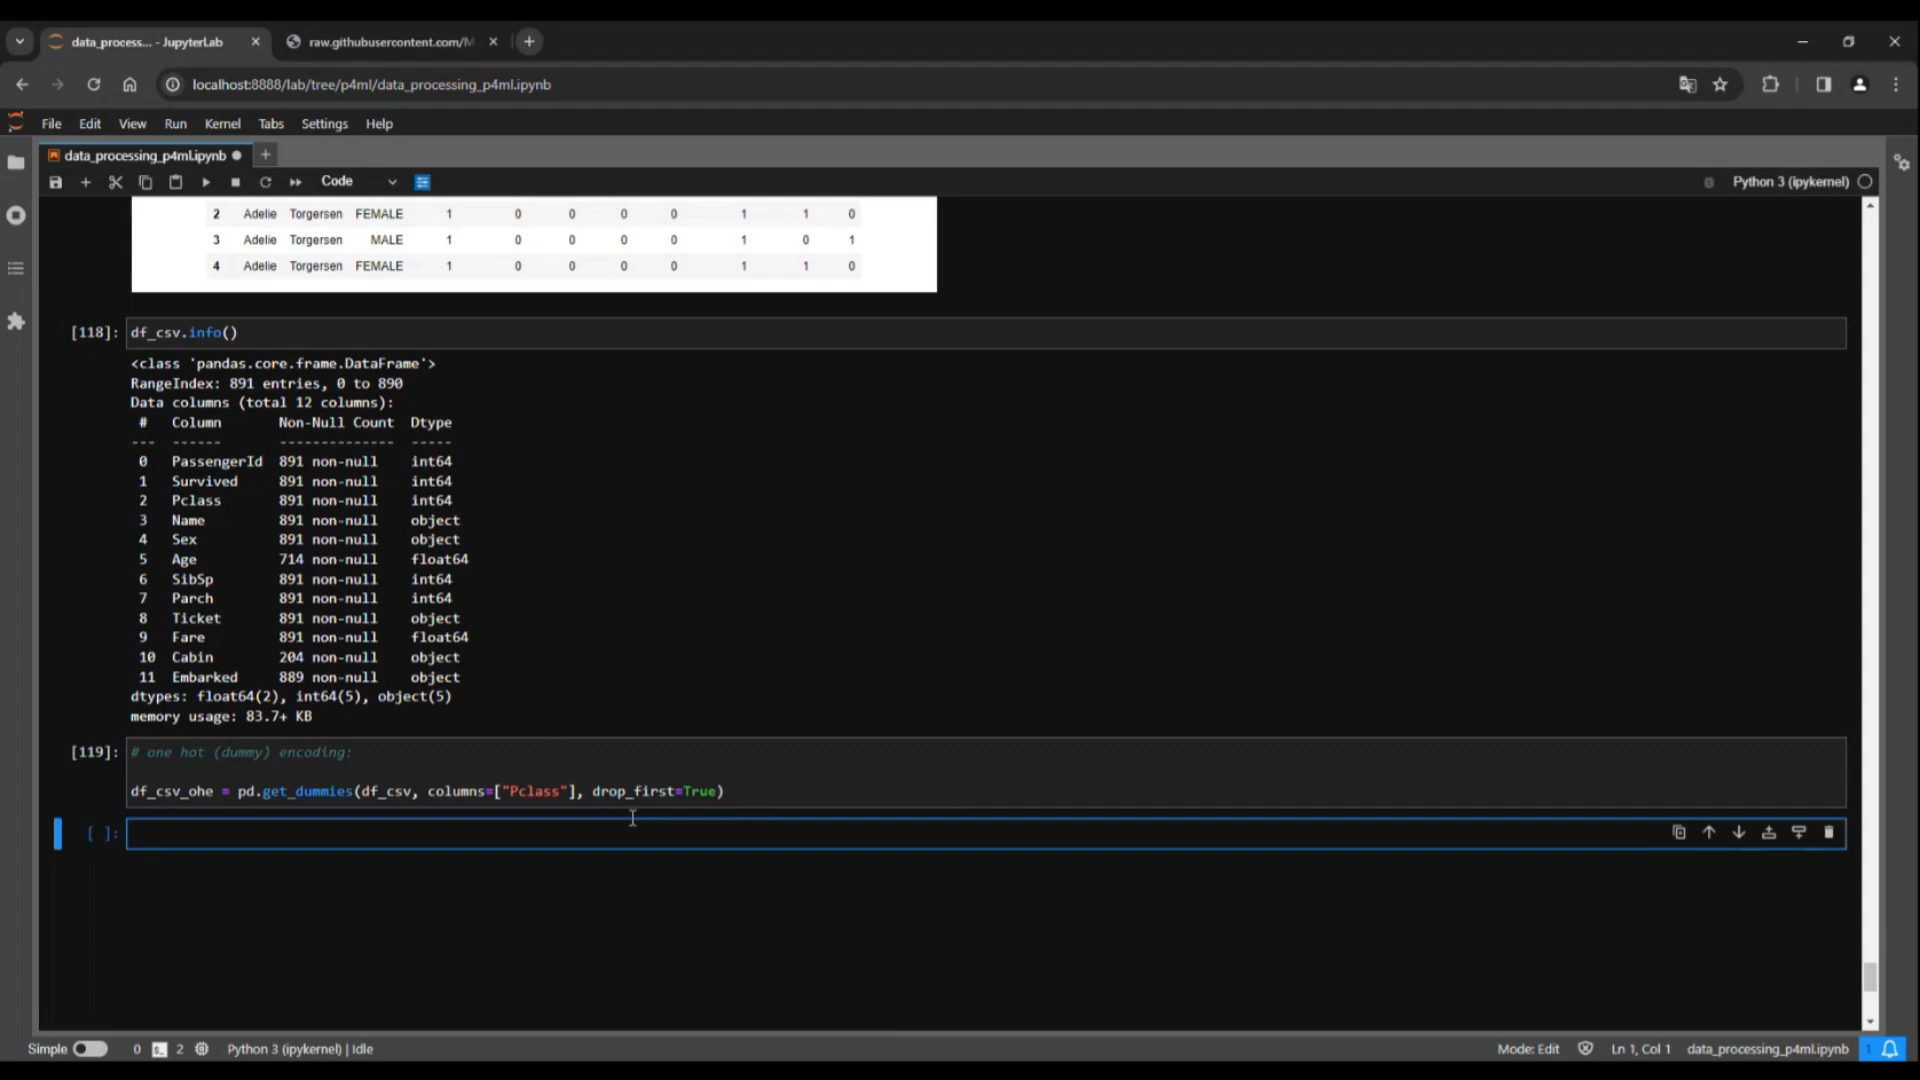 data_process... - JupyterLab
raw.githubusercontent.com/M
localhost:8888/lab/tree/p4ml/data_processing_p4ml.ipynb
File Edit View Run Kernel Tabs Settings Help
data_processing_p4ml.ipynb
Code
Python 3 (ipykernel)
2 Adelie Torgersen FEMALE 1 0 0 0 0 1 1 0
3 Adelie Torgersen MALE 1 0 0 0 0 1 0 1
4 Adelie Torgersen FEMALE 1 0 0 0 0 1 1 0
[118]: df_csv.info()
<class 'pandas.core.frame.DataFrame'>
RangeIndex: 891 entries, 0 to 890
Data columns (total 12 columns):
# Column Non-Null Count Dtype
--- ------ -------------- -----
0 PassengerId 891 non-null int64
1 Survived 891 non-null int64
2 Pclass 891 non-null int64
3 Name 891 non-null object
4 Sex 891 non-null object
5 Age 714 non-null float64
6 SibSp 891 non-null int64
7 Parch 891 non-null int64
8 Ticket 891 non-null object
9 Fare 891 non-null float64
10 Cabin 204 non-null object
11 Embarked 889 non-null object
dtypes: float64(2), int64(5), object(5)
memory usage: 83.7+ KB
[119]: # one hot (dummy) encoding:
df_csv_ohe = pd.get_dummies(df_csv, columns=["Pclass"], drop_first=True)
[ ]:
Simple 0 2 Python 3 (ipykernel) | Idle Mode: Edit Ln 1, Col 1 data_processing_p4ml.ipynb 1